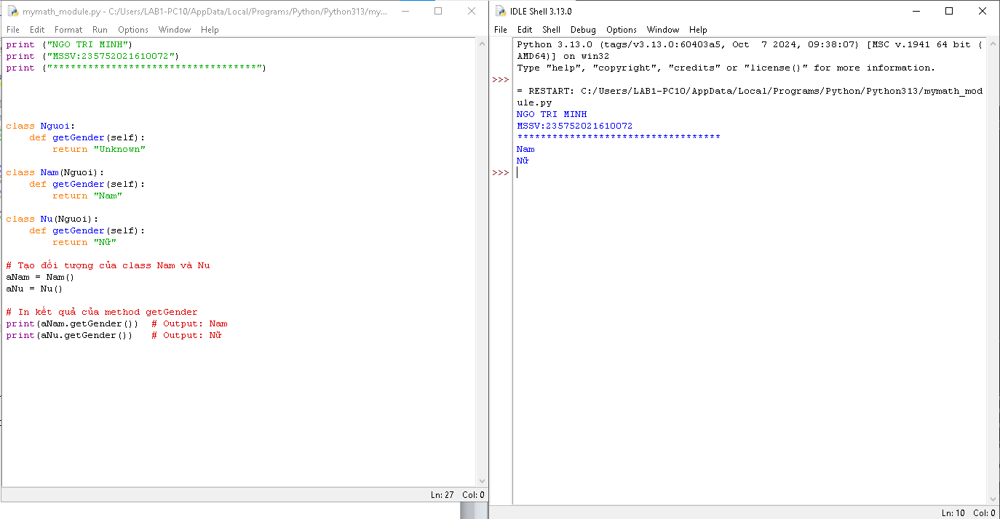 mymath_module.py - C:/Users/LAB1-PC10/AppData/Local/Programs/Python/Python313/my...
File Edit Format Run Options Window Help
print ("NGO TRI MINH")
print ("MSSV:235752021610072")
print ("***********************************")
class Nguoi:
    def getGender(self):
        return "Unknown"
class Nam(Nguoi):
    def getGender(self):
        return "Nam"
class Nu(Nguoi):
    def getGender(self):
        return "Nữ"
# Tạo đối tượng của class Nam và Nu
aNam = Nam()
aNu = Nu()
# In kết quả của method getGender
print(aNam.getGender())  # Output: Nam
print(aNu.getGender())   # Output: Nữ
Ln: 27 Col: 0
IDLE Shell 3.13.0
File Edit Shell Debug Options Window Help
Python 3.13.0 (tags/v3.13.0:60403a5, Oct  7 2024, 09:38:07) [MSC v.1941 64 bit (
AMD64)] on win32
Type "help", "copyright", "credits" or "license()" for more information.
>>>
= RESTART: C:/Users/LAB1-PC10/AppData/Local/Programs/Python/Python313/mymath_mod
ule.py
NGO TRI MINH
MSSV:235752021610072
***********************************
Nam
Nữ
>>>
Ln: 10 Col: 0